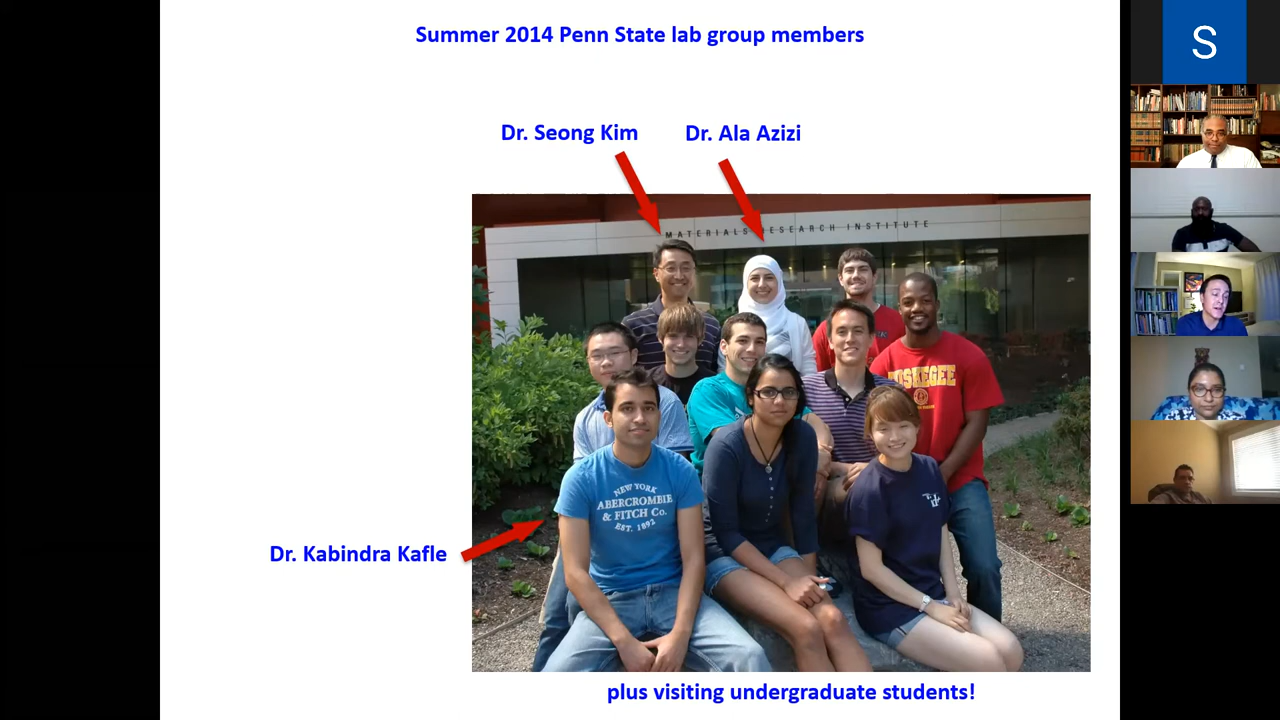 Summer 2014 Penn State lab group members
S
Dr. Seong Kim
Dr. Ala Azizi
MATERIALS RESEARCH INSTITUTE
TUSKEGEE
NEW YORK
ABERCROMBIE
& FITCH Co.
EST. 1892
Dr. Kabindra Kafle
plus visiting undergraduate students!